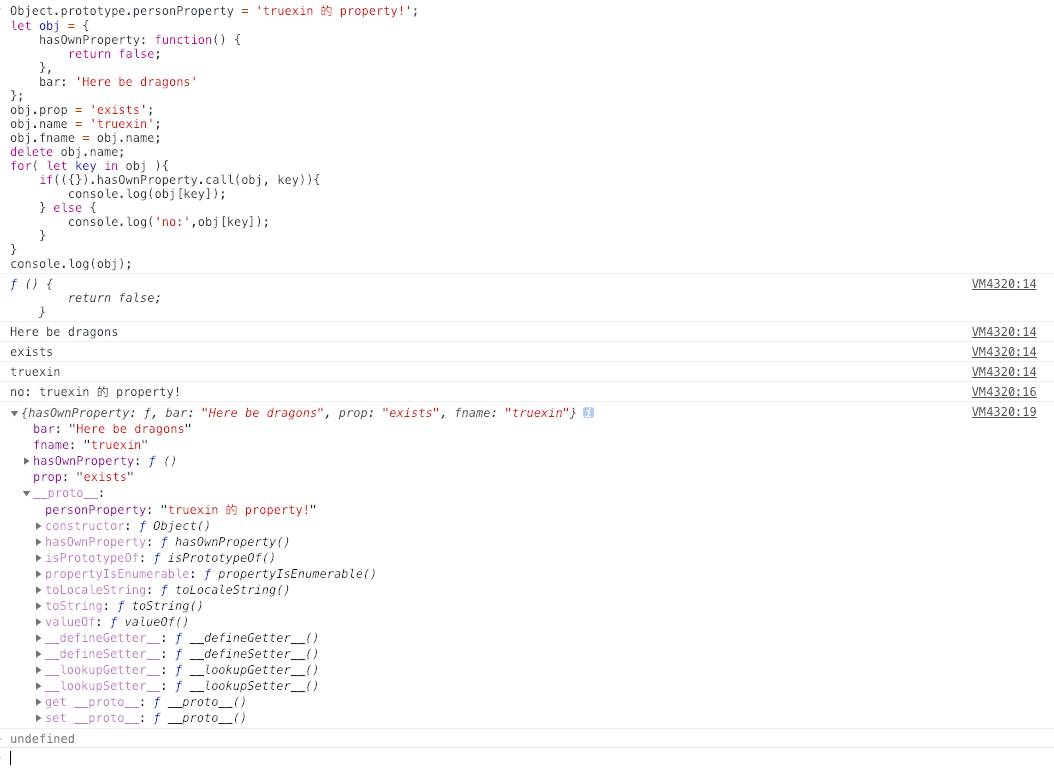 Object.prototype.personProperty = 'truexin 的 property!';
let obj = {
    hasOwnProperty: function() {
        return false;
    },
    bar: 'Here be dragons'
};
obj.prop = 'exists';
obj.name = 'truexin';
obj.fname = obj.name;
delete obj.name;
for( let key in obj ){
    if(({}).hasOwnProperty.call(obj, key)){
        console.log(obj[key]);
    } else {
        console.log('no:',obj[key]);
    }
}
console.log(obj);
ƒ () { VM4320:14
        return false;
    }
Here be dragons VM4320:14
exists VM4320:14
truexin VM4320:14
no: truexin 的 property! VM4320:16
{hasOwnProperty: ƒ, bar: "Here be dragons", prop: "exists", fname: "truexin"} i VM4320:19
bar: "Here be dragons"
fname: "truexin"
hasOwnProperty: ƒ ()
prop: "exists"
__proto__:
personProperty: "truexin 的 property!"
constructor: ƒ Object()
hasOwnProperty: ƒ hasOwnProperty()
isPrototypeOf: ƒ isPrototypeOf()
propertyIsEnumerable: ƒ propertyIsEnumerable()
toLocaleString: ƒ toLocaleString()
toString: ƒ toString()
valueOf: ƒ valueOf()
__defineGetter__: ƒ __defineGetter__()
__defineSetter__: ƒ __defineSetter__()
__lookupGetter__: ƒ __lookupGetter__()
__lookupSetter__: ƒ __lookupSetter__()
get __proto__: ƒ __proto__()
set __proto__: ƒ __proto__()
undefined